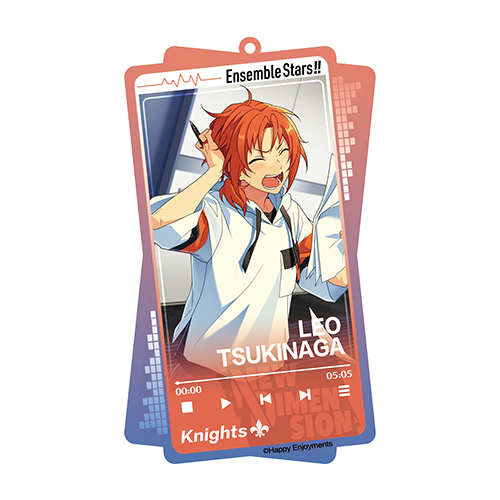 Ensemble Stars!!
LEO
TSUKINAGA
00:00
05:05
NEW
DIMEN
SION
Knights
©Happy Enjoyments